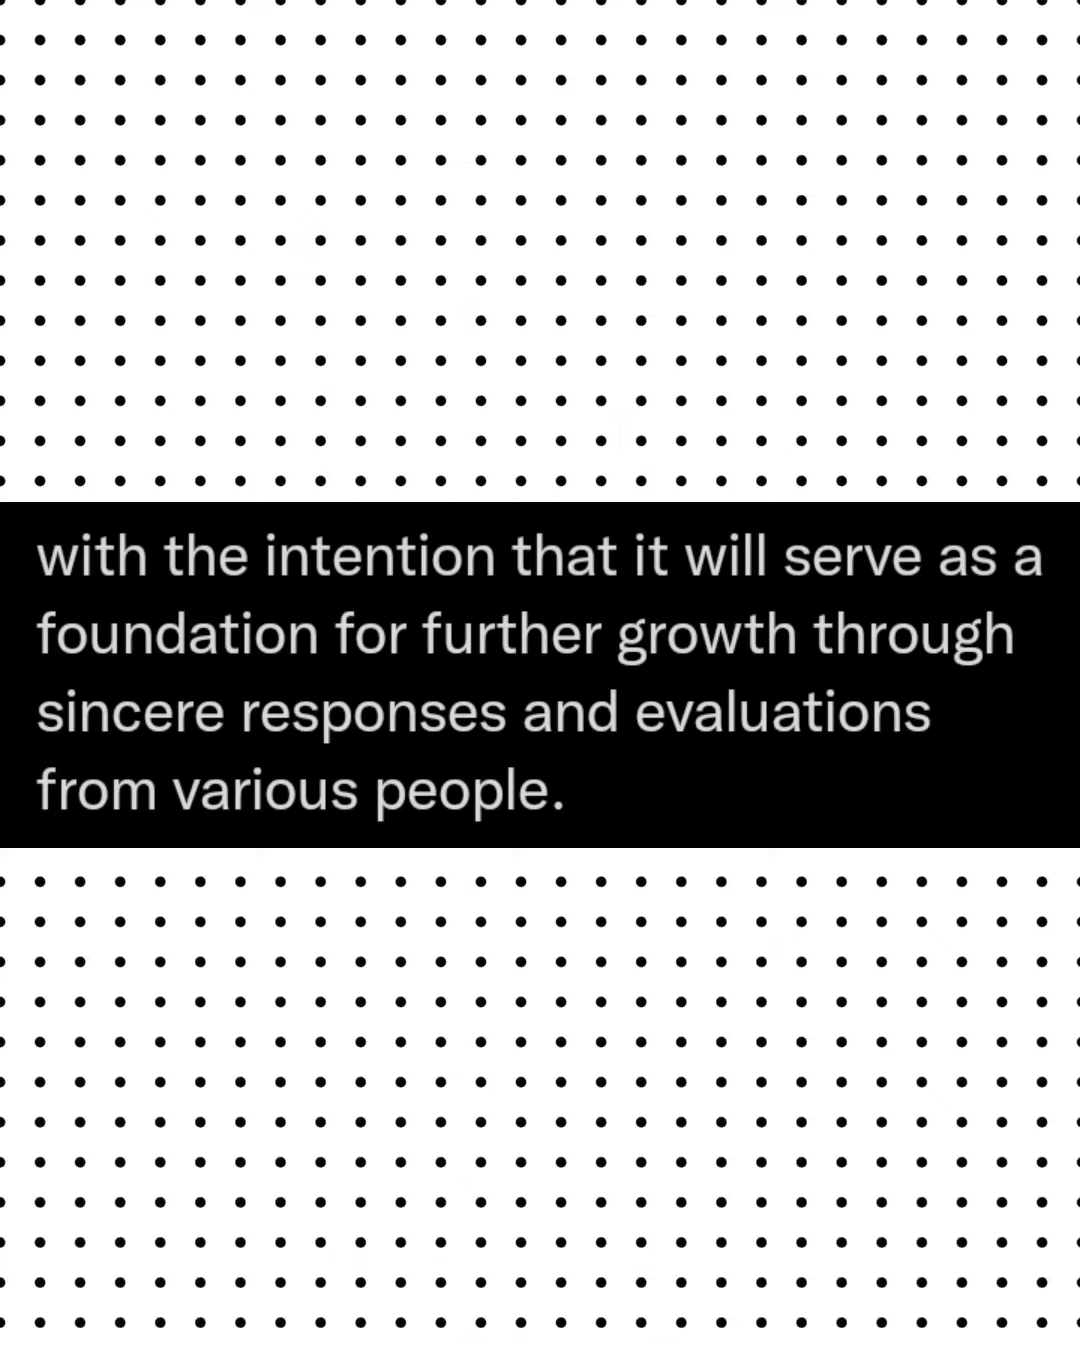 with the intention that it will serve as a
foundation for further growth through
sincere responses and evaluations
from various people.